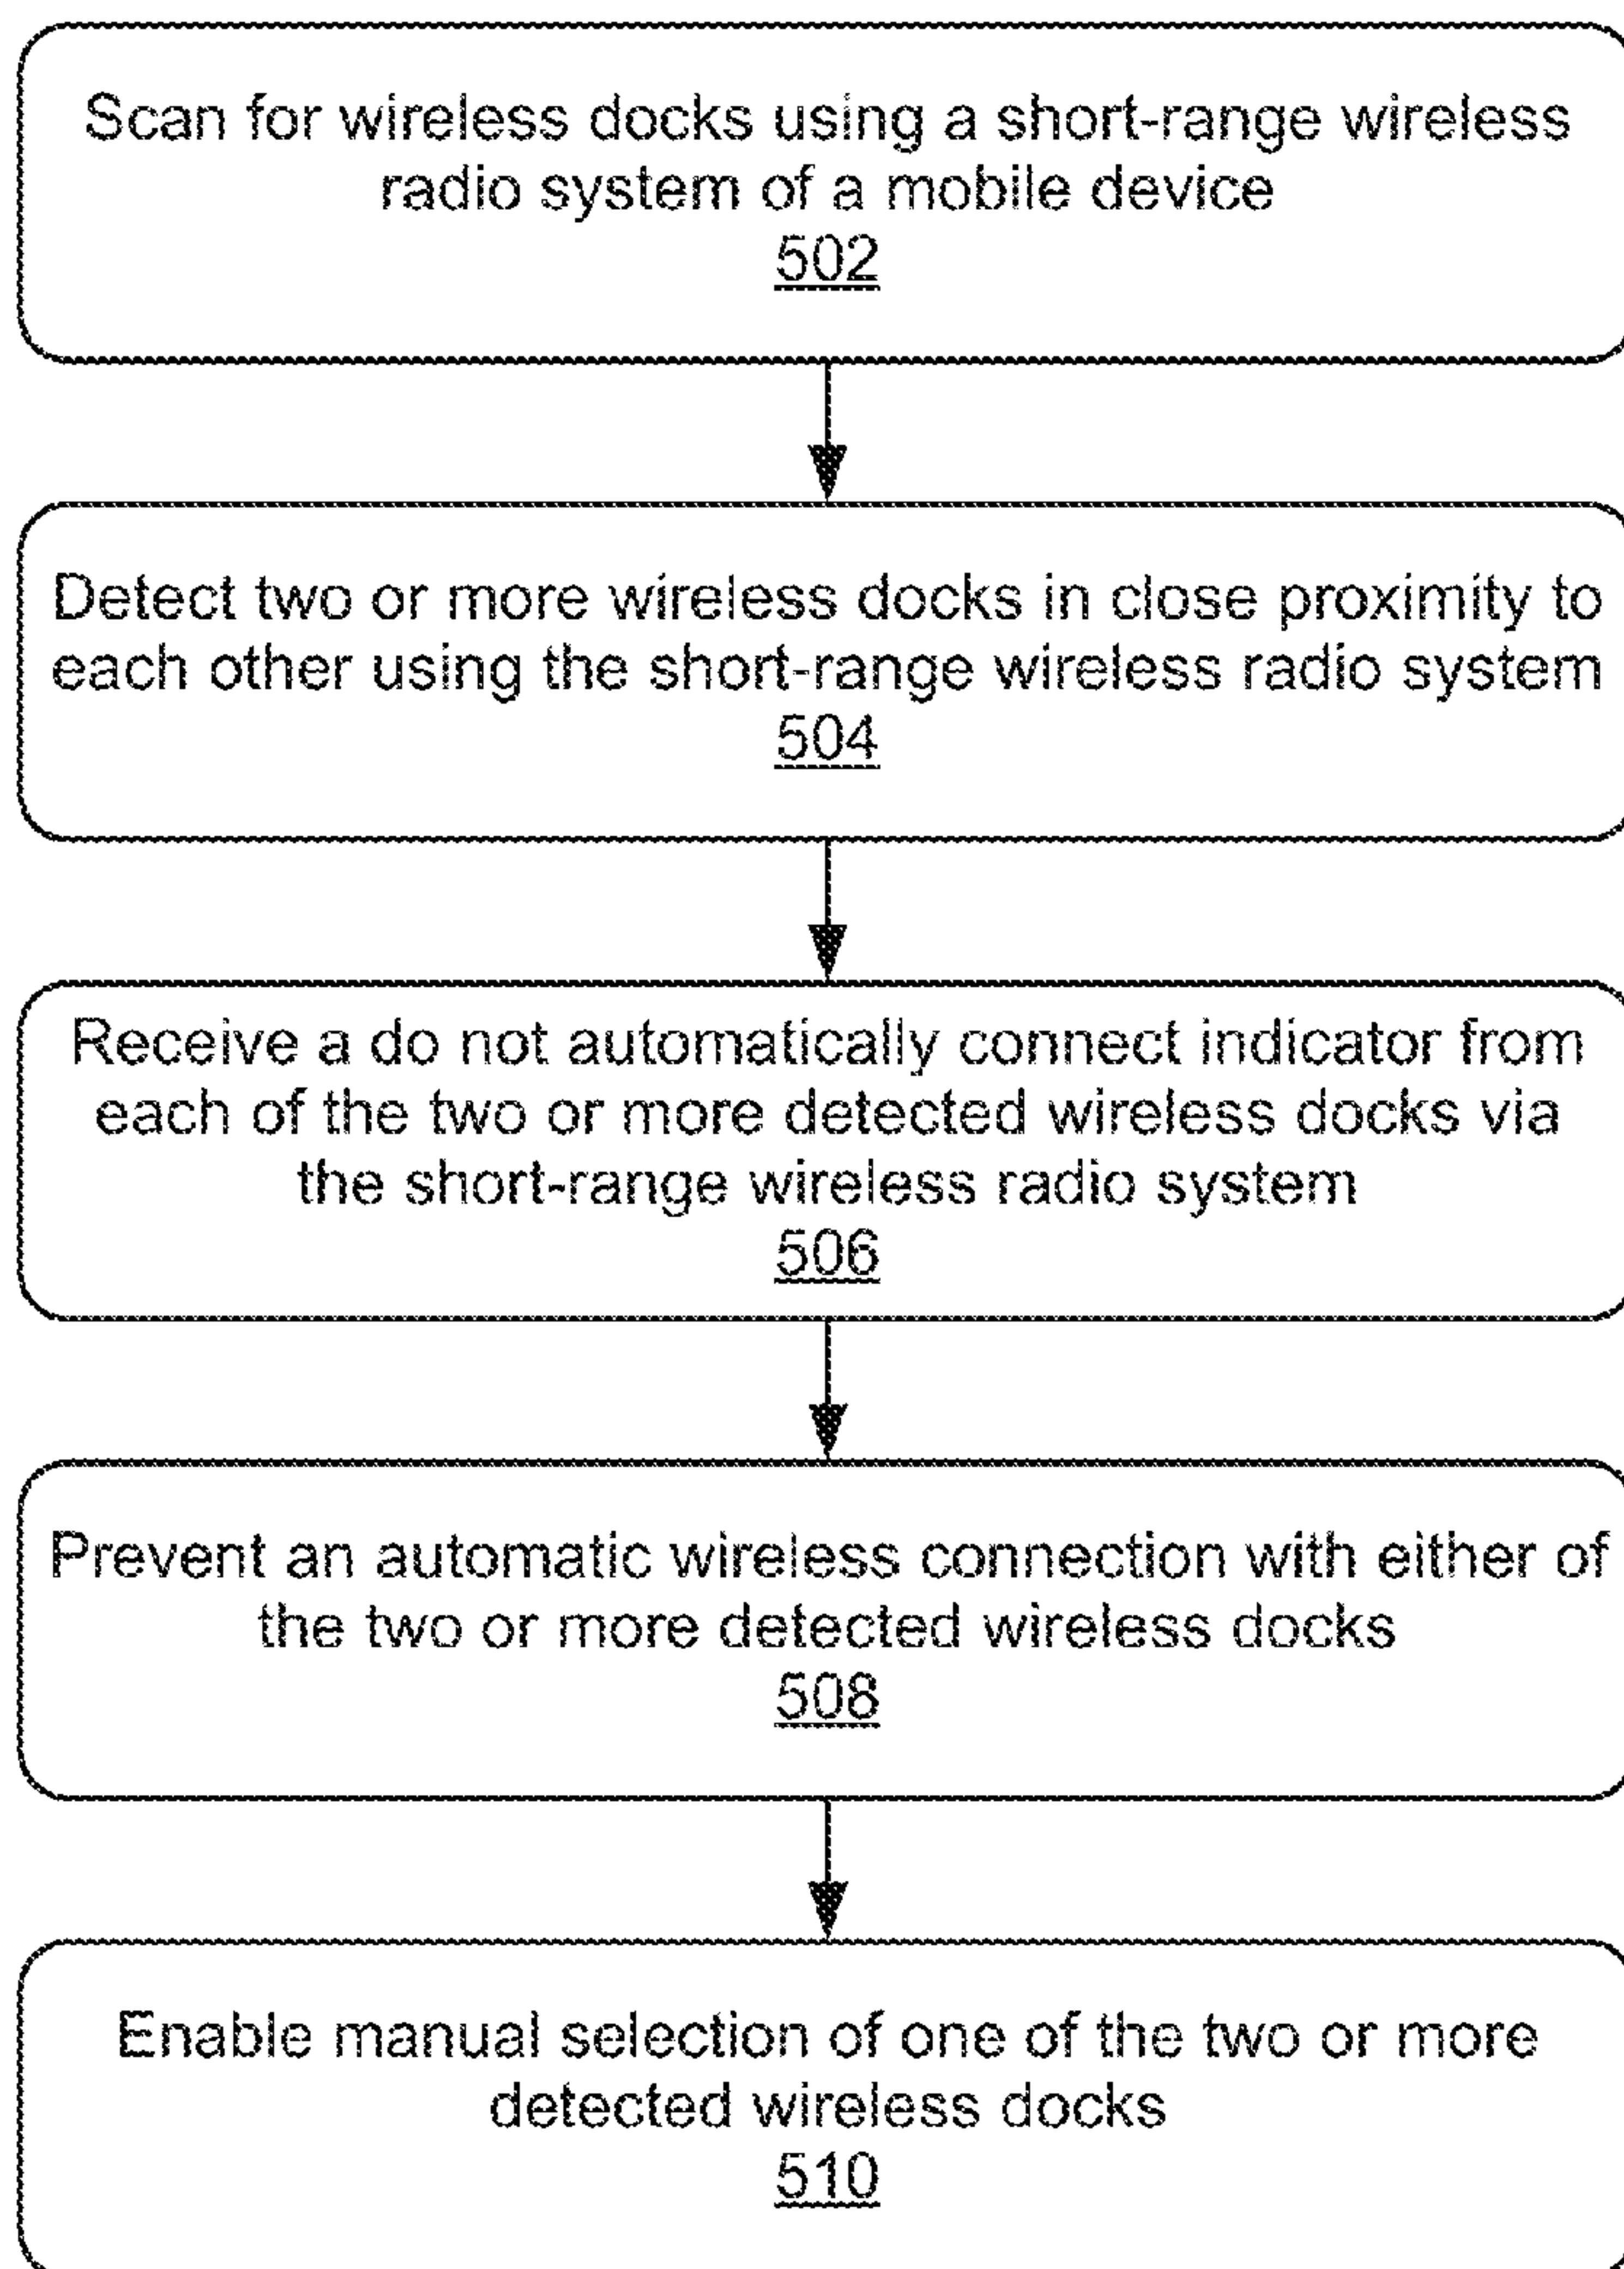 Scan for wireless docks using a short-range wireless
radio system of a mobile device
502
Detect two or more wireless docks in close proximity to
each other using the short-range wireless radio system
504
Receive a do not automatically connect indicator from
each of the two or more detected wireless docks via
the short-range wireless radio system
506
Prevent an automatic wireless connection with either of
the two or more detected wireless docks
508
Enable manual selection of one of the two or more
detected wireless docks
510